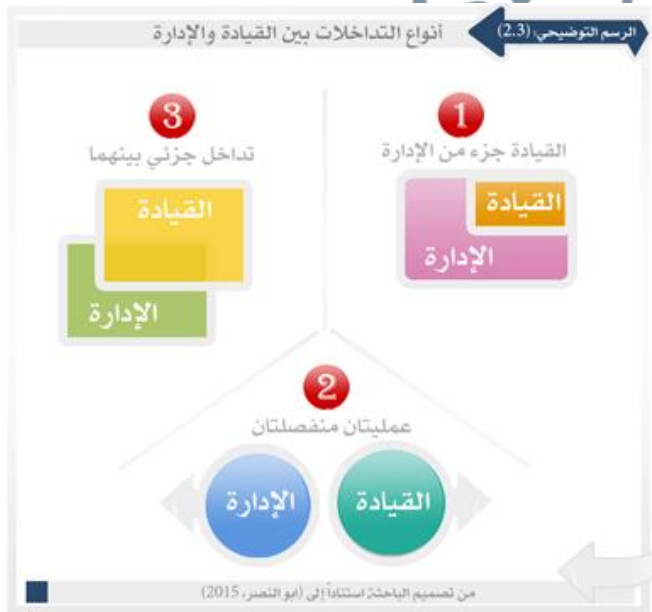 الرسم التوضيحي: (2.3)
أنواع التداخلات بين القيادة والإدارة
1
القيادة جزء من الإدارة
القيادة
الإدارة
3
تداخل جزئي بينهما
القيادة
الإدارة
2
عمليتان منفصلتان
القيادة
الإدارة
من تصميم الباحثة استناداً إلى (ابو النصر، 2015)